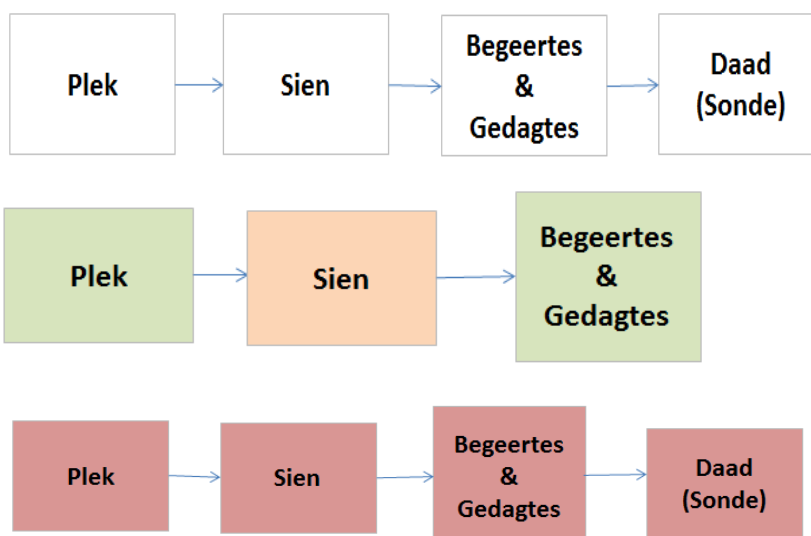 Plek
Sien
Begeertes
&
Gedagtes
Daad
(Sonde)
Plek
Sien
Begeertes
&
Gedagtes
Plek
Sien
Begeertes
&
Gedagtes
Daad
(Sonde)